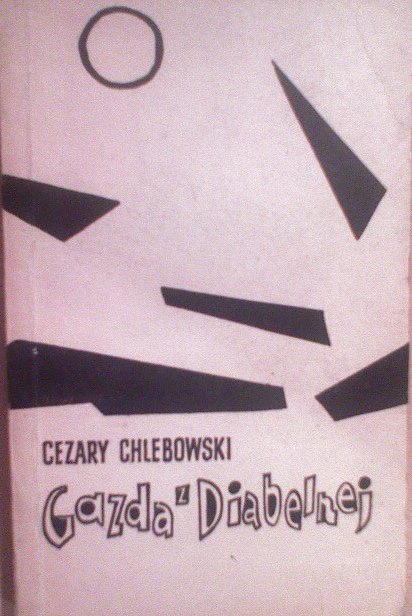 CEZARY CHLEBOWSKI
Gazda z Diabelnej